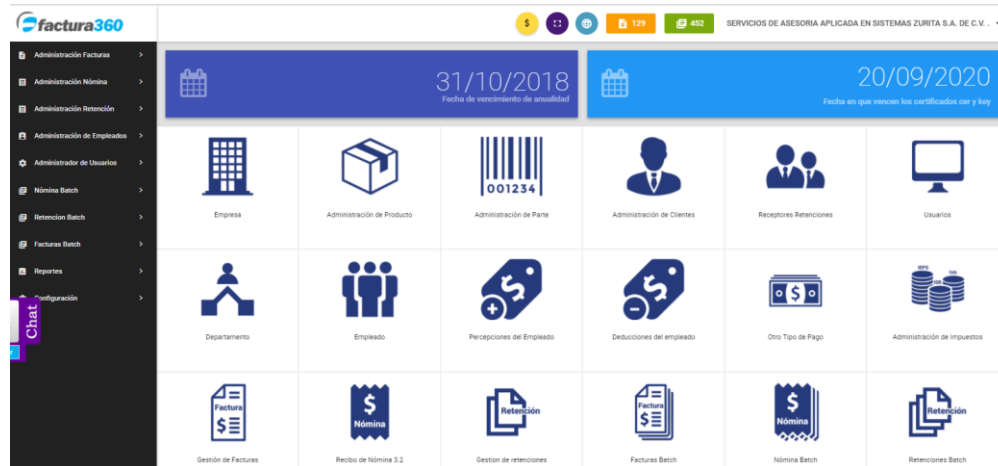 factura360
$
129
452
SERVICIOS DE ASESORIA APLICADA EN SISTEMAS ZURITA S.A. DE C.V. .
Administración Facturas
Administración Nómina
Administración Retención
Administración de Empleados
Administrador de Usuarios
Nómina Batch
Retencion Batch
Facturas Batch
Reportes
Configuración
Chat
31/10/2018
Fecha de vencimiento de anualidad
20/09/2020
Fecha en que vencen los certificados cer y key
001234
Empresa
Administración de Producto
Administración de Parte
Administración de Clientes
Receptores Retenciones
Usuarios
$
$
$
IEPS
ISR
IVA
Departamento
Empleado
Percepciones del Empleado
Deducciones del empleado
Otro Tipo de Pago
Administración de Impuestos
Factura
$
$
Nómina
Retención
Factura
$
$
Nómina
Retención
Gestión de Facturas
Recibo de Nómina 3.2
Gestion de retenciones
Facturas Batch
Nómina Batch
Retenciones Batch